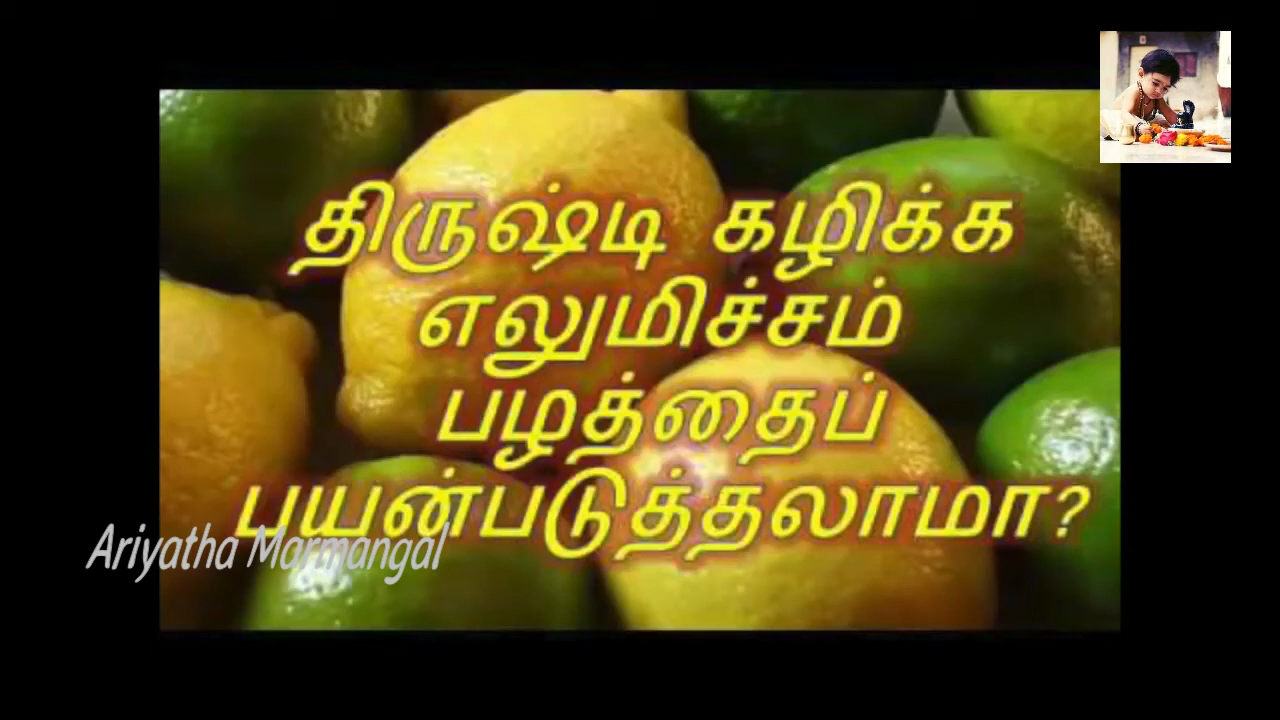 திருஷ்டி கழிக்க
எலுமிச்சம்
பழத்தைப்
பயன்படுத்தலாமா?
Ariyatha Marmangal